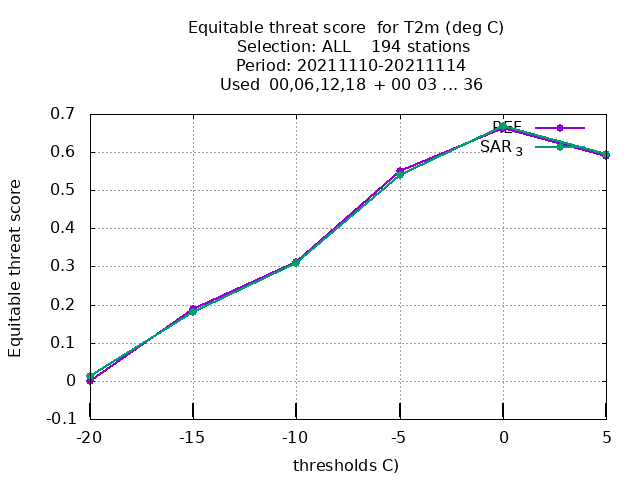 Equitable threat score  for T2m (deg C)
Selection: ALL    194 stations
Period: 20211110-20211114
Used  00,06,12,18  + 00 03 ... 36
Equitable threat score
0.7
0.6
0.5
0.4
0.3
0.2
0.1
0
-0.1
REF
SAR 3
-20
-15
-10
-5
0
5
thresholds C)